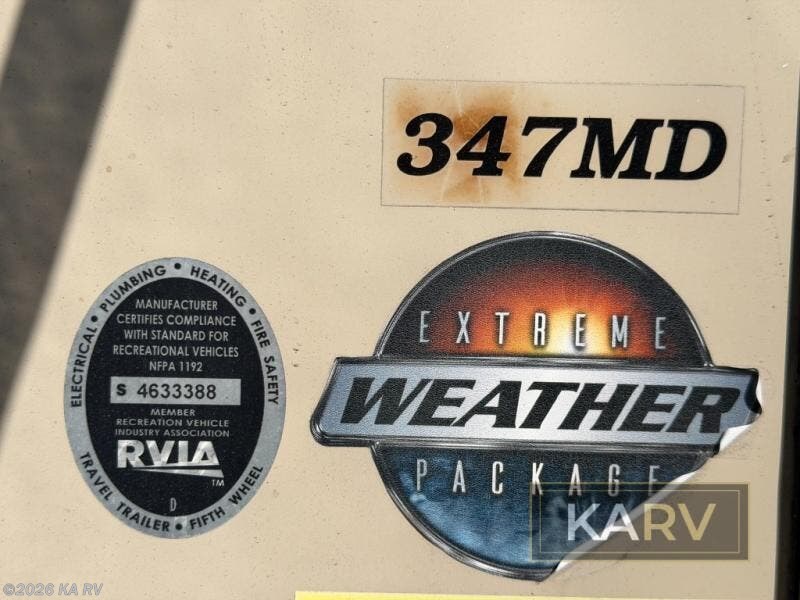 347MD
EXTREME
WEATHER
PACKAGE
ELECTRICAL • PLUMBING • HEATING • FIRE SAFETY
MANUFACTURER
CERTIFIES COMPLIANCE
WITH STANDARD FOR
RECREATIONAL VEHICLES
NFPA 1192
S 4633388
MEMBER
RECREATION VEHICLE
INDUSTRY ASSOCIATION
RVIA
TM
D
TRAVEL TRAILER • FIFTH WHEEL
KARV
©2026 KA RV